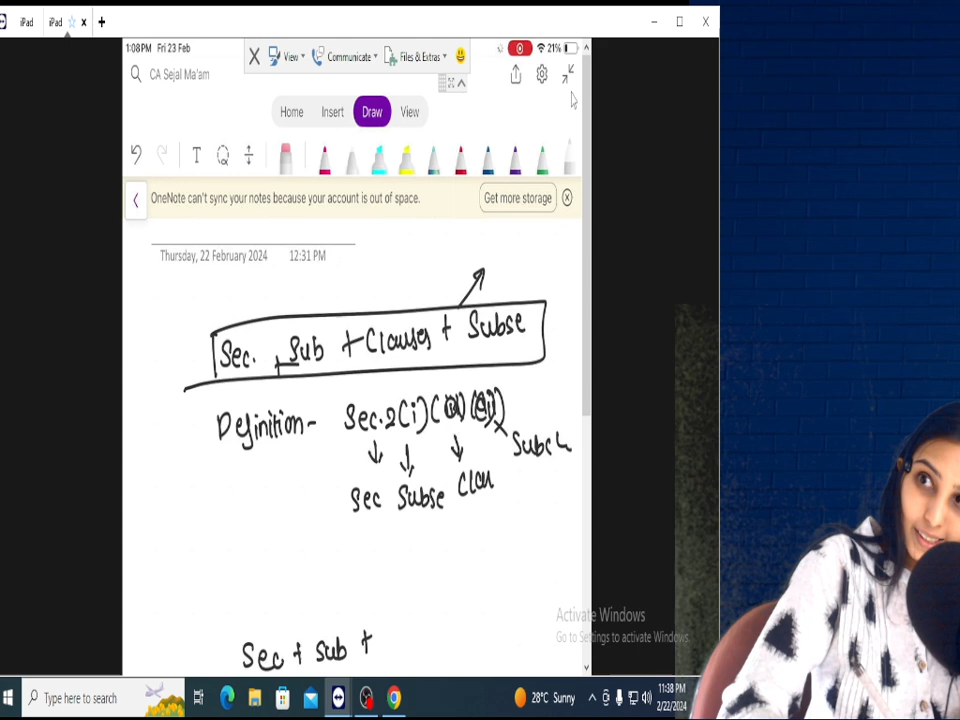 iPad iPad
1:08PM Fri 23 Feb
View Communicate Files & Extras
21%
CA Sejal Ma'am
Home Insert Draw View
T
OneNote can't sync your notes because your account is out of space. Get more storage
Thursday, 22 February 2024 12:31 PM
Sec. + Sub + Clauses + Subse
Definition - Sec.2(i)
Subcl
Sec Subse Clau
Sec + Sub +
Activate Windows
Go to Settings to activate Windows.
Type here to search
28°C Sunny
11:38 PM
2/22/2024